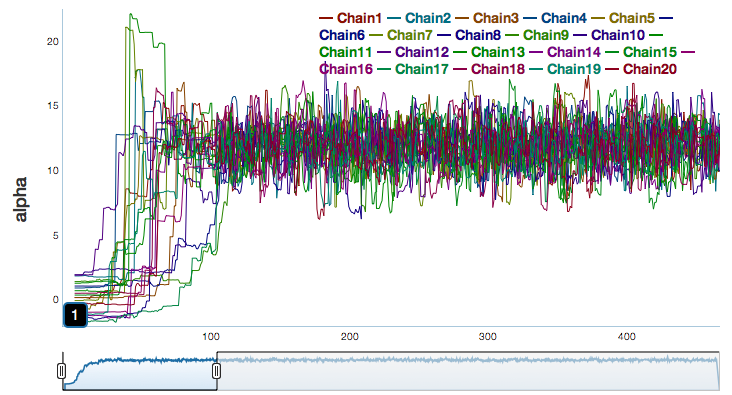 Chain1 Chain2 Chain3 Chain4 Chain5
Chain6 Chain7 Chain8 Chain9 Chain10
Chain11 Chain12 Chain13 Chain14 Chain15
Chain16 Chain17 Chain18 Chain19 Chain20
alpha
20
15
10
5
0
1
100 200 300 400